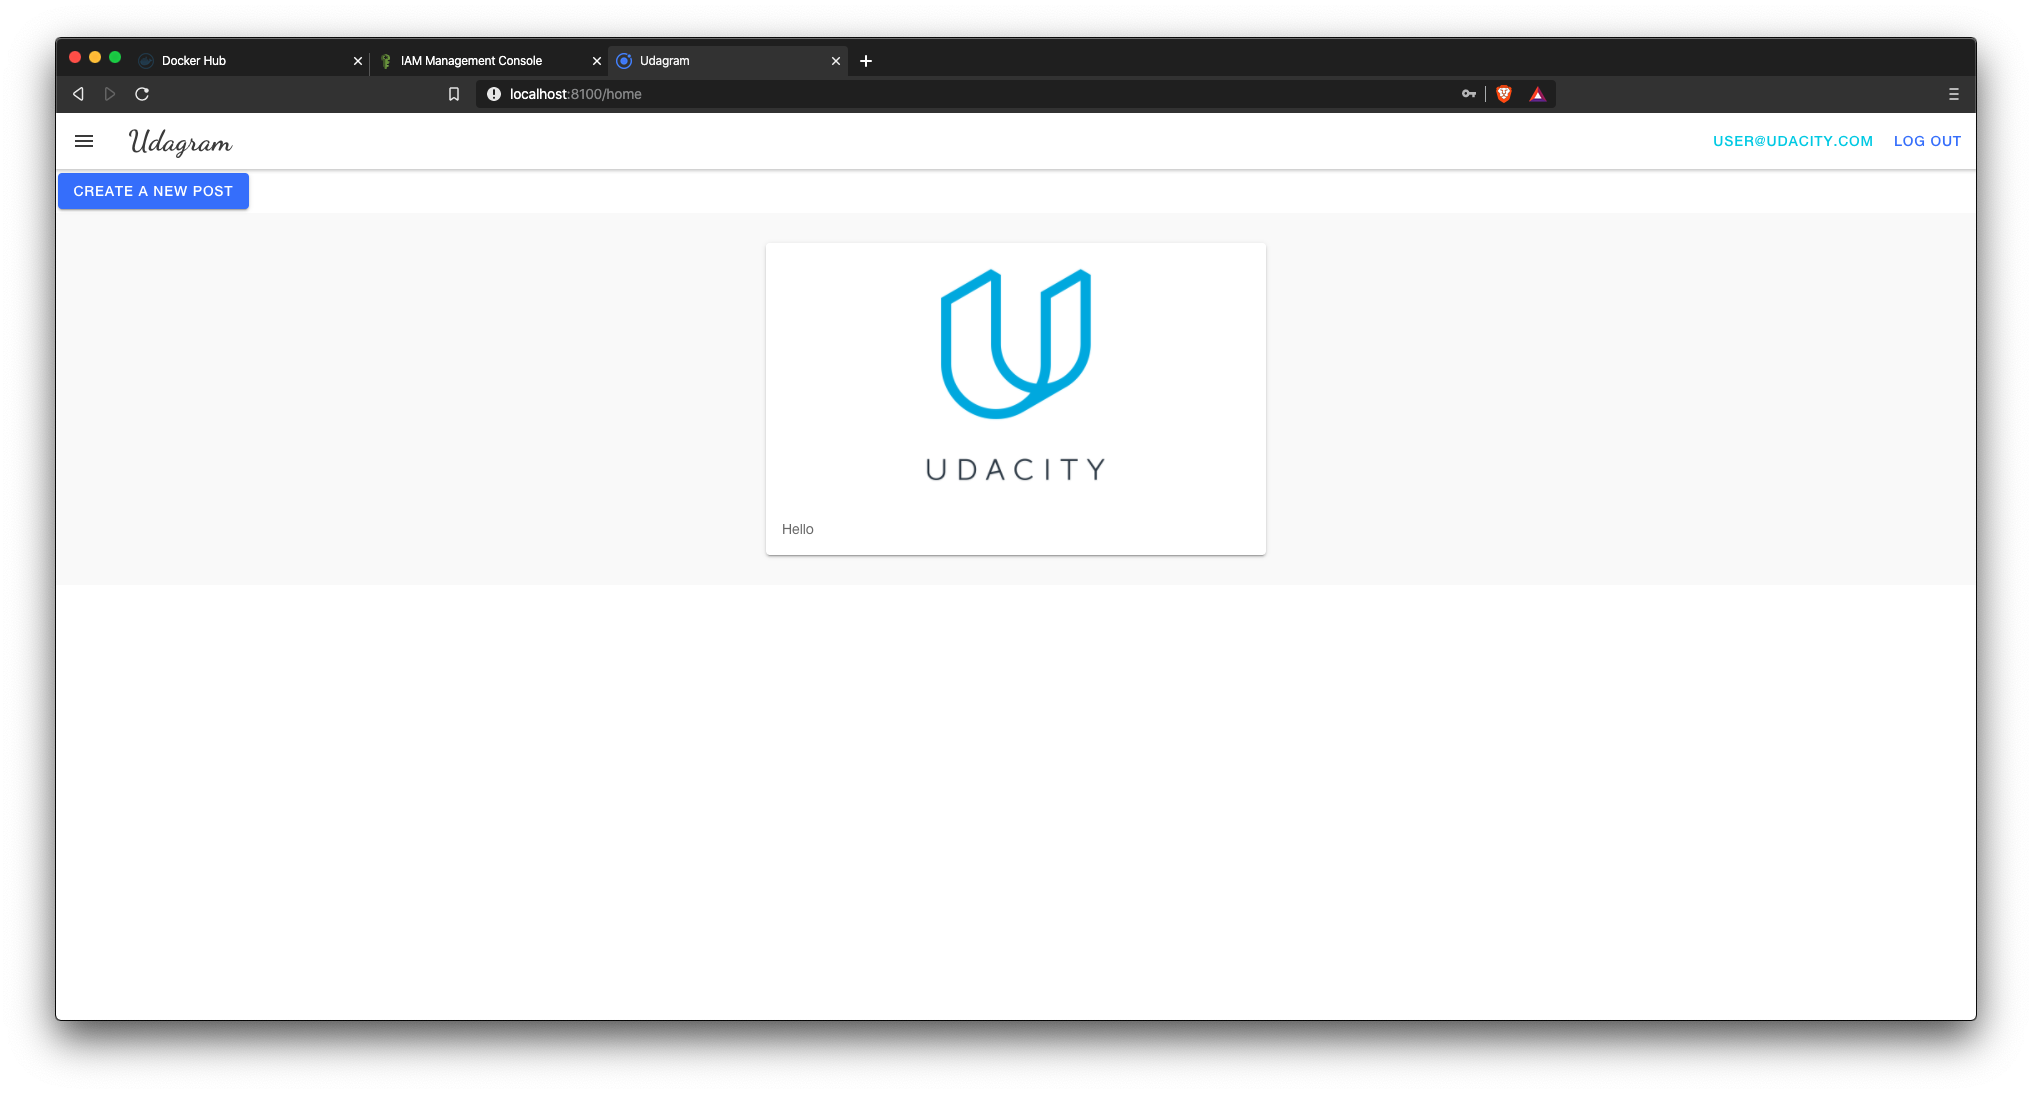 Docker Hub
IAM Management Console
Udagram
localhost:8100/home
Udagram
USER@UDACITY.COM
LOG OUT
CREATE A NEW POST
UDACITY
Hello